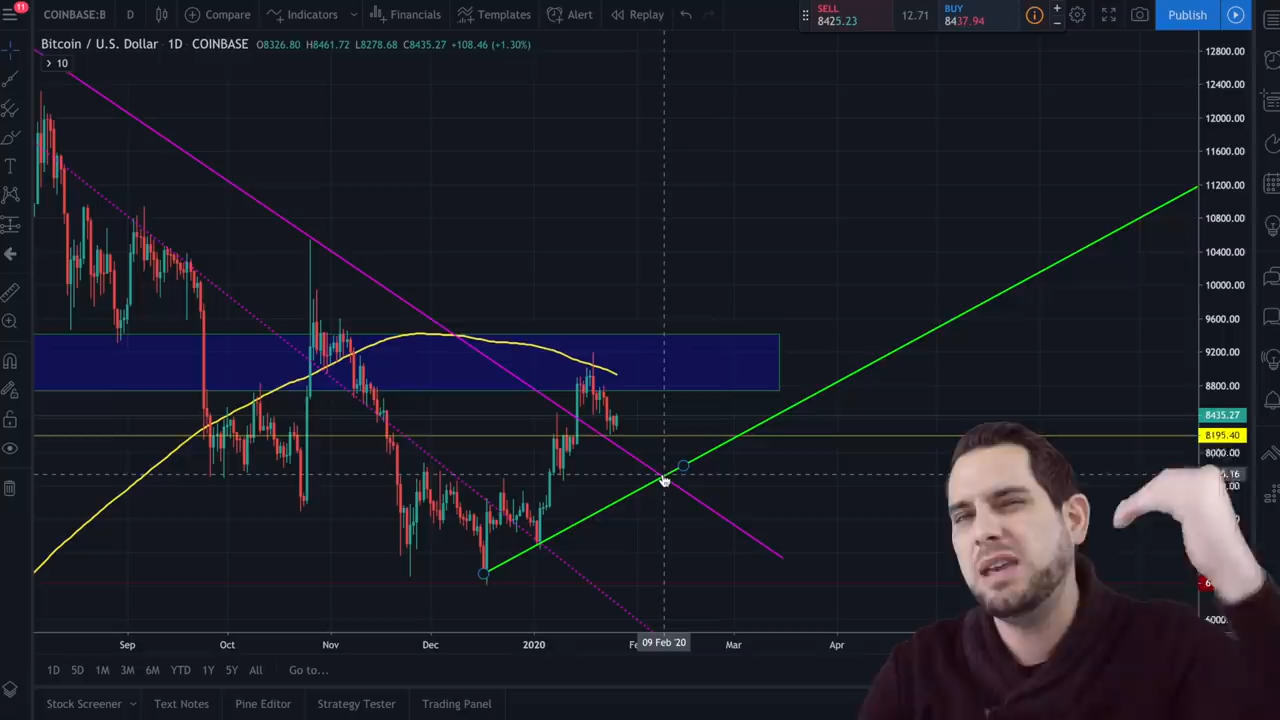 11
COINBASE:B D Compare Indicators Financials Templates Alert Replay
SELL
8425.23
12.71
BUY
8437.94
Publish
Bitcoin / U.S. Dollar · 1D · COINBASE O8326.80 H8461.72 L8278.68 C8435.27 +108.46 (+1.30%)
10
12800.00
12400.00
12000.00
11600.00
11200.00
10800.00
10400.00
10000.00
9600.00
9200.00
8800.00
8435.27
8195.40
8000.00
Sep Oct Nov Dec 2020 09 Feb '20 Mar Apr
1D 5D 1M 3M 6M YTD 1Y 5Y All Go to...
Stock Screener Text Notes Pine Editor Strategy Tester Trading Panel